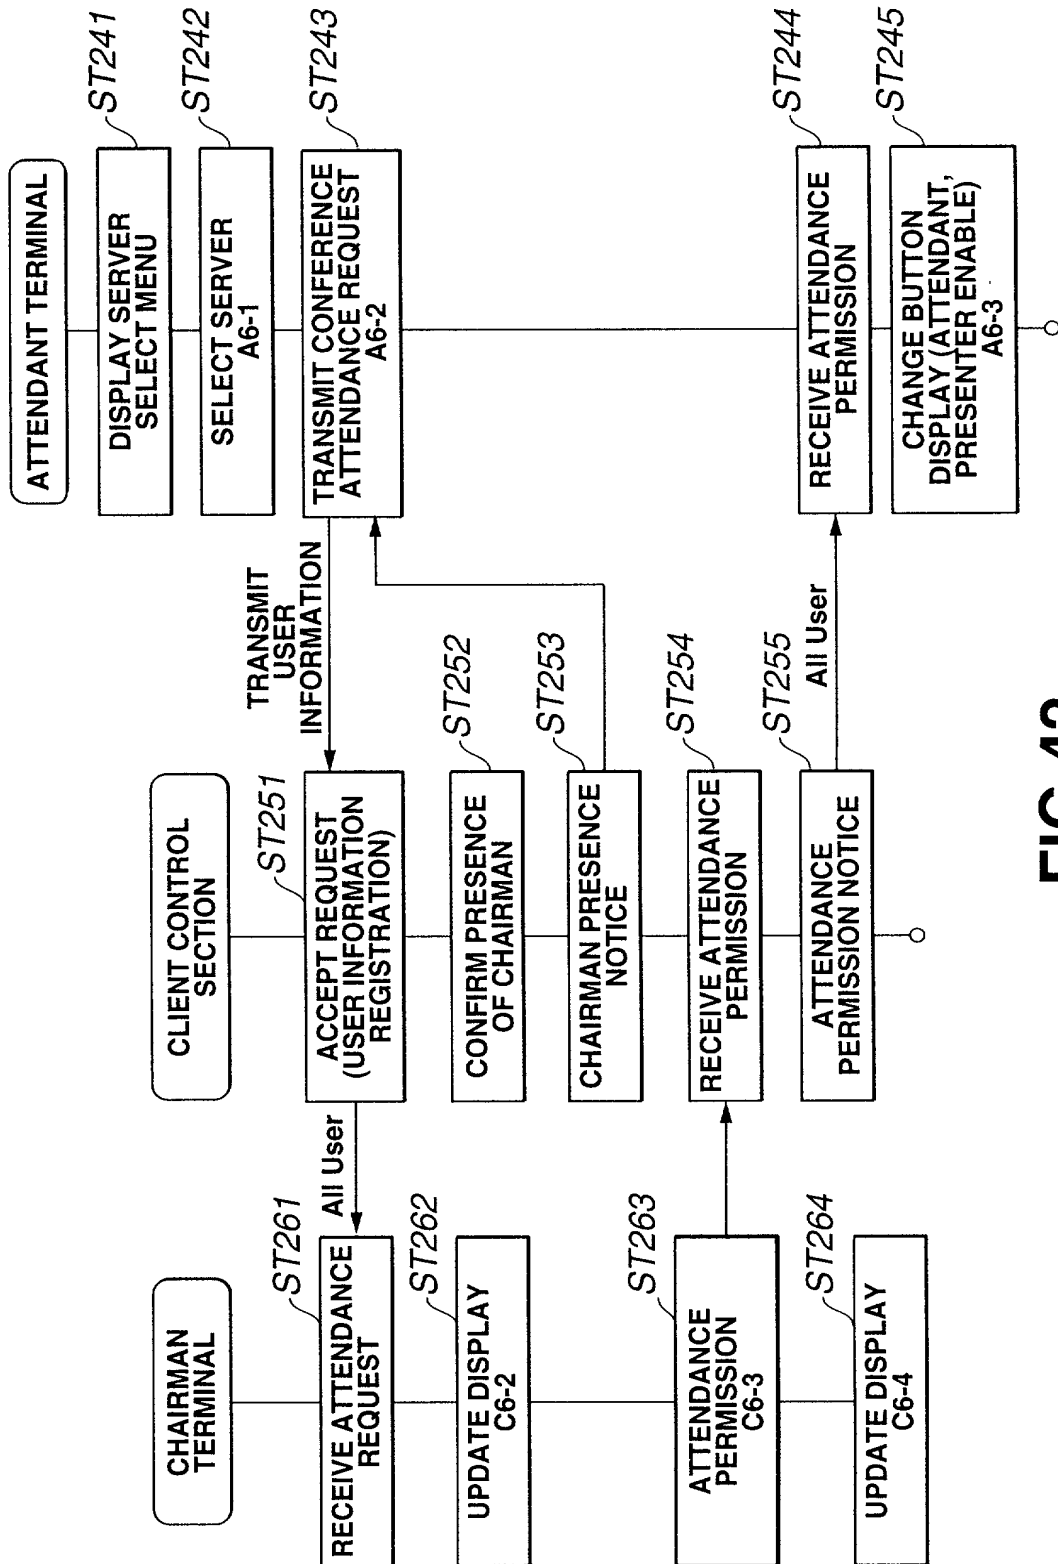 CHAIRMAN
TERMINAL
ST261
RECEIVE ATTENDANCE
REQUEST
ST262
UPDATE DISPLAY
C6-2
ST263
ATTENDANCE
PERMISSION
C6-3
ST264
UPDATE DISPLAY
C6-4
All User
CLIENT CONTROL
SECTION
ST251
ACCEPT REQUEST
(USER INFORMATION
REGISTRATION)
ST252
CONFIRM PRESENCE
OF CHAIRMAN
ST253
CHAIRMAN PRESENCE
NOTICE
ST254
RECEIVE ATTENDANCE
PERMISSION
ST255
ATTENDANCE
PERMISSION NOTICE
TRANSMIT
USER
INFORMATION
All User
ATTENDANT TERMINAL
ST241
DISPLAY SERVER
SELECT MENU
ST242
SELECT SERVER
A6-1
ST243
TRANSMIT CONFERENCE
ATTENDANCE REQUEST
A6-2
ST244
RECEIVE ATTENDANCE
PERMISSION
ST245
CHANGE BUTTON
DISPLAY (ATTENDANT,
PRESENTER ENABLE)
A6-3
FIG